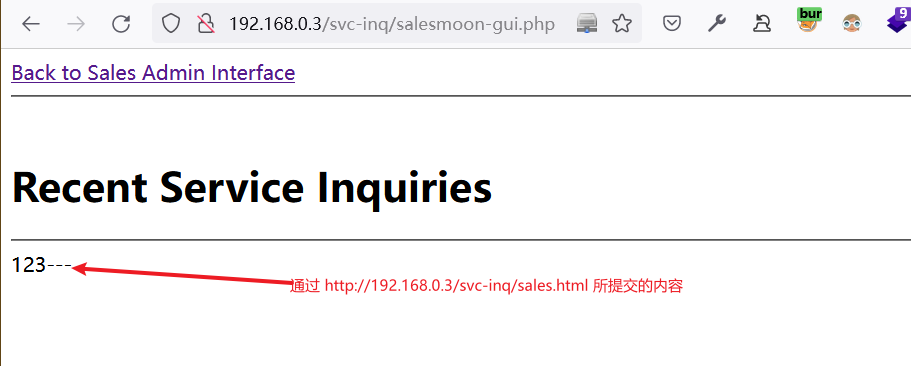 192.168.0.3/svc-inq/salesmoon-gui.php
bur
9
Back to Sales Admin Interface
Recent Service Inquiries
123---
通过 http://192.168.0.3/svc-inq/sales.html 所提交的内容